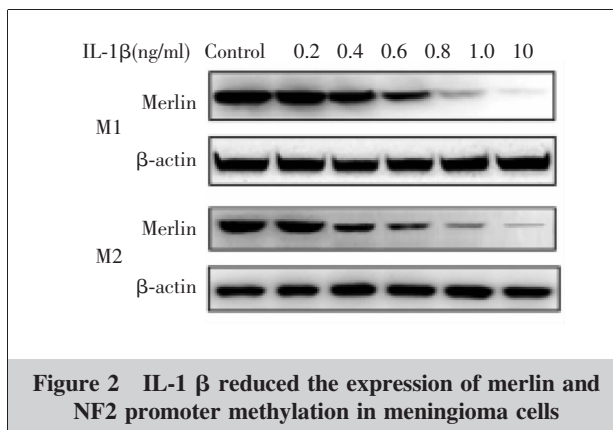 IL-1β(ng/ml) Control 0.2 0.4 0.6 0.8 1.0 10
Merlin
M1
β-actin
Merlin
M2
β-actin
Figure 2 IL-1 β reduced the expression of merlin and
NF2 promoter methylation in meningioma cells